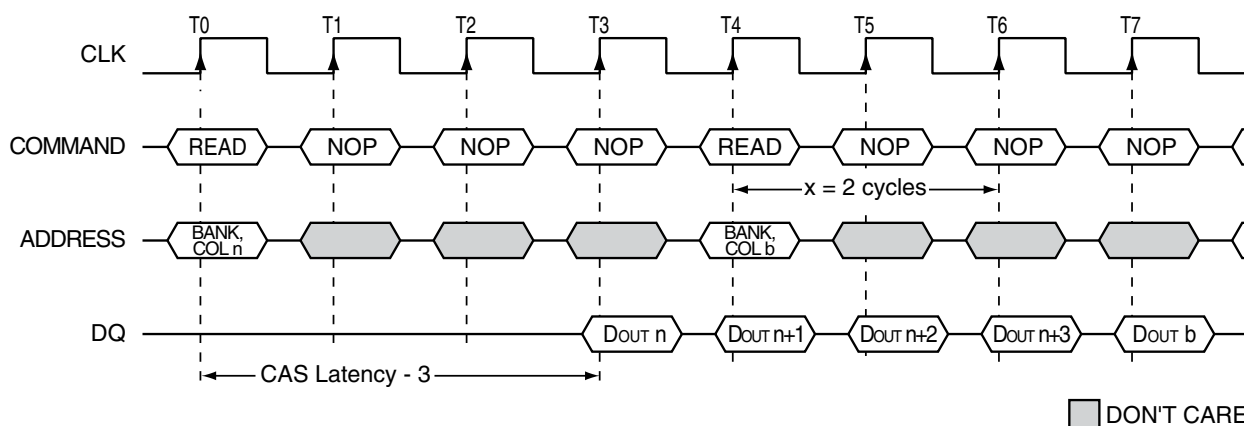 T0 T1 T2 T3 T4 T5 T6 T7
CLK
COMMAND READ NOP NOP NOP READ NOP NOP NOP
x = 2 cycles
ADDRESS BANK, COL n BANK, COL b
DQ DOUT n DOUT n+1 DOUT n+2 DOUT n+3 DOUT b
CAS Latency - 3
DON'T CARE